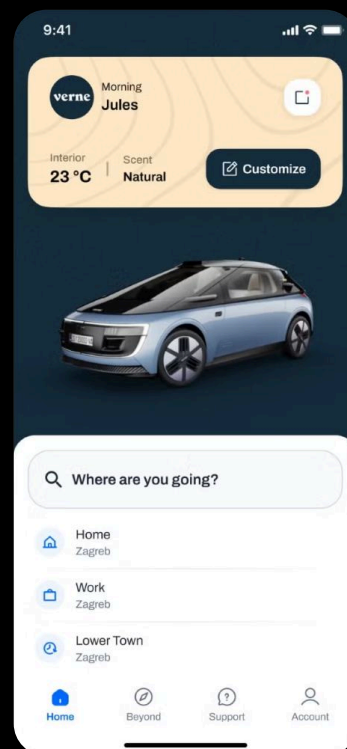 9:41
verne
Morning
Jules
Interior
23 °C
Scent
Natural
Customize
Where are you going?
Home
Zagreb
Work
Zagreb
Lower Town
Zagreb
Home
Beyond
Support
Account